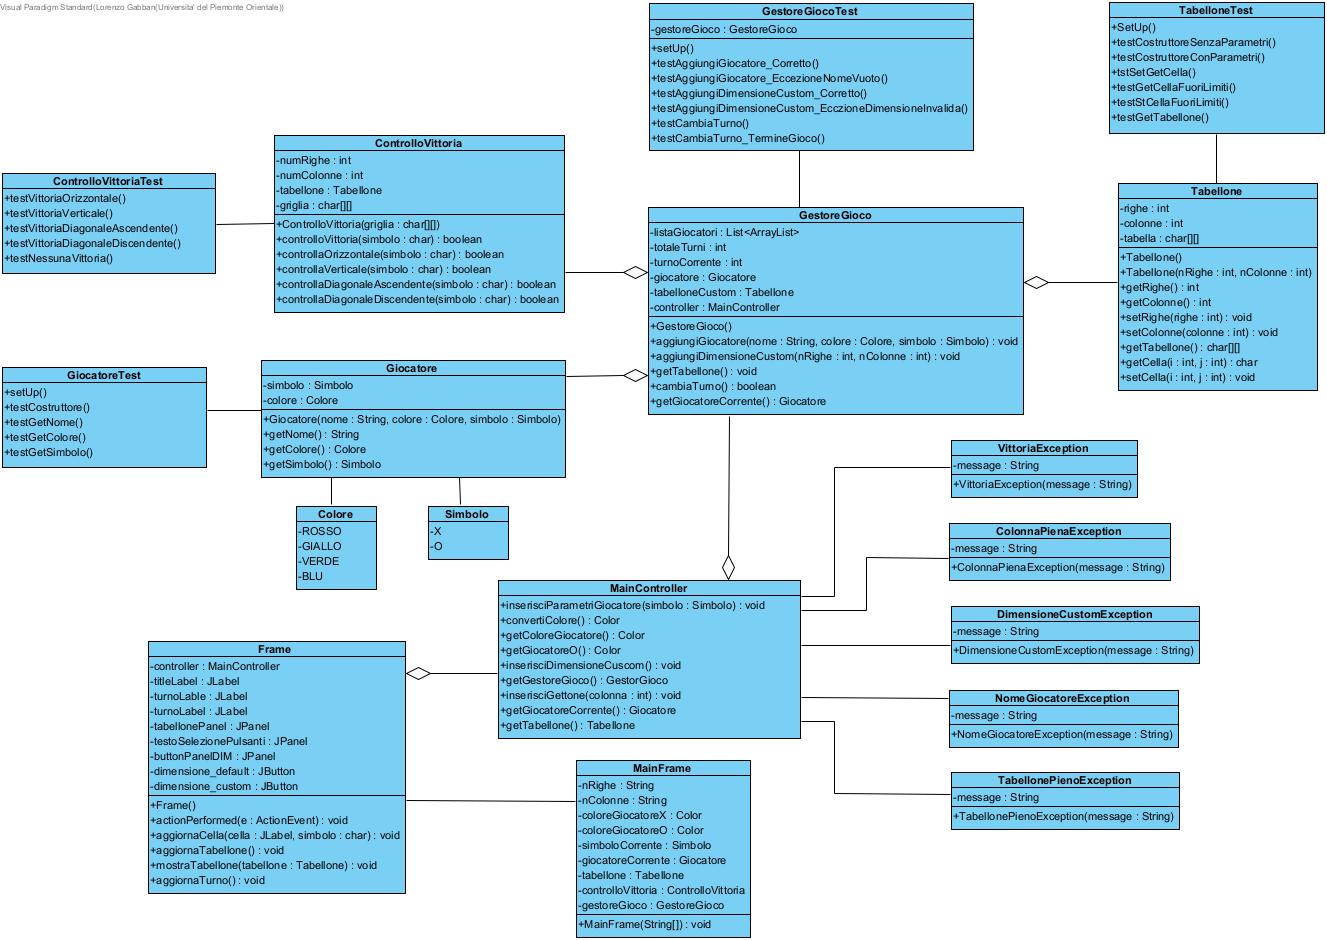 Visual Paradigm Standard(Lorenzo Gabban(Universita' del Piemonte Orientale))
GestoreGiocoTest
-gestoreGioco : GestoreGioco
+setUp()
+testAggiungiGiocatore_Corretto()
+testAggiungiGiocatore_EccezioneNomeVuoto()
+testAggiungiDimensioneCustom_Corretto()
+testAggiungiDimensioneCustom_EcczioneDimensioneInvalida()
+testCambiaTurno()
+testCambiaTurno_TermineGioco()
TabelloneTest
+SetUp()
+testCostruttoreSenzaParametri()
+testCostruttoreConParametri()
+tstSetGetCella()
+testGetCellaFuoriLimiti()
+testStCellaFuoriLimiti()
+testGetTabellone()
ControlloVittoria
-numRighe : int
-numColonne : int
-tabellone : Tabellone
-griglia : char[][]
+ControlloVittoria(griglia : char[][])
+controlloVittoria(simbolo : char) : boolean
+controllaOrizzontale(simbolo : char) : boolean
+controllaVerticale(simbolo : char) : boolean
+controllaDiagonaleAscendente(simbolo : char) : boolean
+controllaDiagonaleDiscendente(simbolo : char) : boolean
ControlloVittoriaTest
+testVittoriaOrizzontale()
+testVittoriaVerticale()
+testVittoriaDiagonaleAscendente()
+testVittoriaDiagonaleDiscendente()
+testNessunaVittoria()
Tabellone
-righe : int
-colonne : int
-tabella : char[][]
+Tabellone()
+Tabellone(nRighe : int, nColonne : int)
+getRighe() : int
+getColonne() : int
+setRighe(righe : int) : void
+setColonne(colonne : int) : void
+getTabellone() : char[][]
+getCella(i : int, j : int) : char
+setCella(i : int, j : int) : void
GestoreGioco
-listaGiocatori : List<ArrayList>
-totaleTurni : int
-turnoCorrente : int
-giocatore : Giocatore
-tabelloneCustom : Tabellone
-controller : MainController
+GestoreGioco()
+aggiungiGiocatore(nome : String, colore : Colore, simbolo : Simbolo) : void
+aggiungiDimensioneCustom(nRighe : int, nColonne : int) : void
+getTabellone() : void
+cambiaTurno() : boolean
+getGiocatoreCorrente() : Giocatore
Giocatore
-simbolo : Simbolo
-colore : Colore
+Giocatore(nome : String, colore : Colore, simbolo : Simbolo)
+getNome() : String
+getColore() : Colore
+getSimbolo() : Simbolo
GiocatoreTest
+setUp()
+testCostruttore()
+testGetNome()
+testGetColore()
+testGetSimbolo()
Colore
-ROSSO
-GIALLO
-VERDE
-BLU
Simbolo
-X
-O
VittoriaException
-message : String
+VittoriaException(message : String)
ColonnaPienaException
-message : String
+ColonnaPienaException(message : String)
DimensioneCustomException
-message : String
+DimensioneCustomException(message : String)
NomeGiocatoreException
-message : String
+NomeGiocatoreException(message : String)
TabellonePienoException
-message : String
+TabellonePienoException(message : String)
MainController
+inserisciParametriGiocatore(simbolo : Simbolo) : void
+convertiColore() : Color
+getColoreGiocatore() : Color
+getGiocatoreO() : Color
+inserisciDimensioneCuscom() : void
+getGestoreGioco() : GestorGioco
+inserisciGettone(colonna : int) : void
+getGiocatoreCorrente() : Giocatore
+getTabellone() : Tabellone
Frame
-controller : MainController
-titleLabel : JLabel
-turnoLable : JLabel
-turnoLabel : JLabel
-tabellonePanel : JPanel
-testoSelezionePulsanti : JPanel
-buttonPanelDIM : JPanel
-dimensione_default : JButton
-dimensione_custom : JButton
+Frame()
+actionPerformed(e : ActionEvent) : void
+aggiornaCella(cella : JLabel, simbolo : char) : void
+aggiornaTabellone() : void
+mostraTabellone(tabellone : Tabellone) : void
+aggiornaTurno() : void
MainFrame
-nRighe : String
-nColonne : String
-coloreGiocatoreX : Color
-coloreGiocatoreO : Color
-simboloCorrente : Simbolo
-giocatoreCorrente : Giocatore
-tabellone : Tabellone
-controlloVittoria : ControlloVittoria
-gestoreGioco : GestoreGioco
+MainFrame(String[]) : void